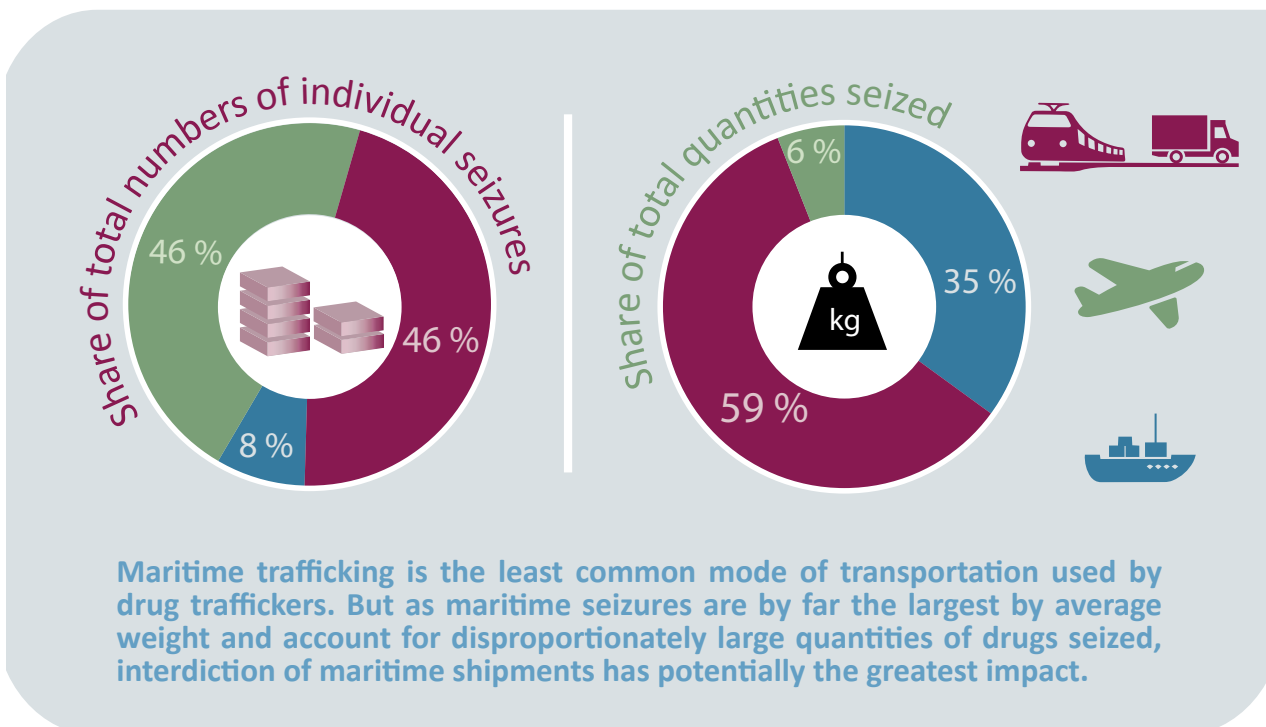 Share of total numbers of individual seizures
46 %
46 %
8 %
Share of total quantities seized
6 %
35 %
59 %
kg
Maritime trafficking is the least common mode of transportation used by
drug traffickers. But as maritime seizures are by far the largest by average
weight and account for disproportionately large quantities of drugs seized,
interdiction of maritime shipments has potentially the greatest impact.